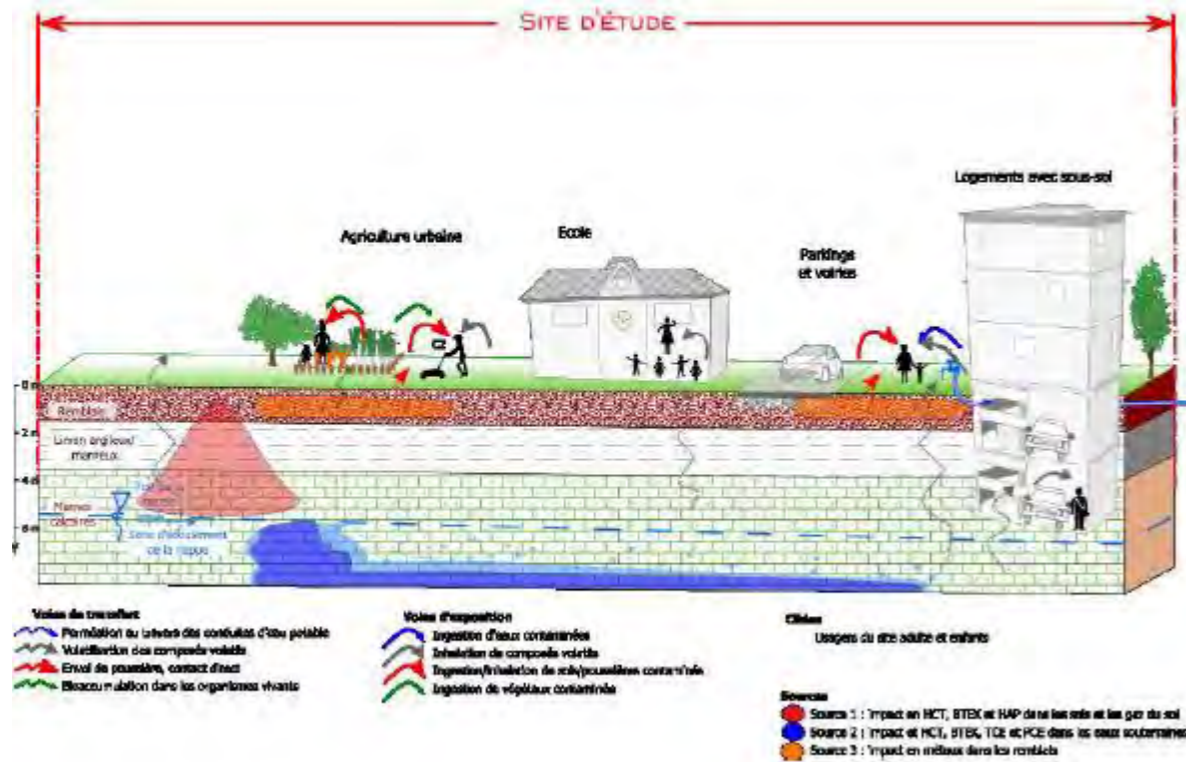 SITE D'ÉTUDE
Logements avec sous-sol
Agriculture urbaine
Ecole
Parkings
et voiries
0m
Remblais
2m
Limon argileux/
marneux
4m
Marnes
calcaires
6m
Sens d'écoulement
de la nappe
Voies de transfert
Perméation au travers des conduites d'eau potable
Volatilisation des composés volatils
Envol de poussière, contact direct
Bioaccumulation dans les organismes vivants
Voies d'exposition
Ingestion d'eaux contaminées
Inhalation de composés volatils
Ingestion/inhalation de sols/poussières contaminés
Ingestion de végétaux contaminés
Cibles
Usagers du site adulte et enfants
Sources
Source 1 : Impact en HCT, BTEX et HAP dans les sols et les gaz du sol
Source 2 : Impact et HCT, BTEX, TCE et PCE dans les eaux souterraines
Source 3 : Impact en métaux dans les remblais